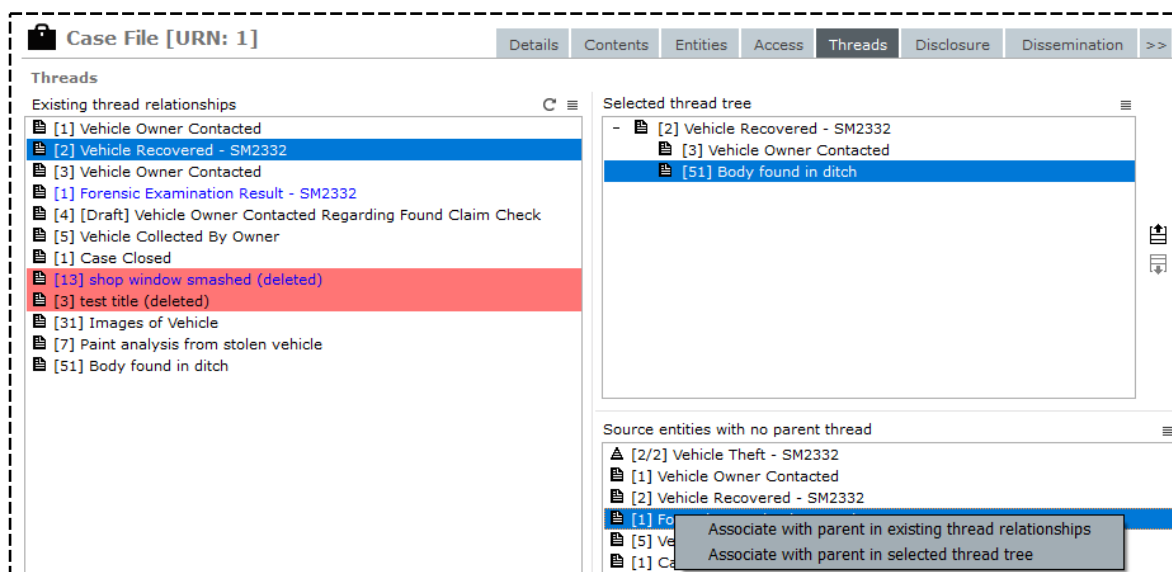 Case File [URN: 1]
Details
Contents
Entities
Access
Threads
Disclosure
Dissemination
>>
Threads
Existing thread relationships
[1] Vehicle Owner Contacted
[2] Vehicle Recovered - SM2332
[3] Vehicle Owner Contacted
[1] Forensic Examination Result - SM2332
[4] [Draft] Vehicle Owner Contacted Regarding Found Claim Check
[5] Vehicle Collected By Owner
[1] Case Closed
[13] shop window smashed (deleted)
[3] test title (deleted)
[31] Images of Vehicle
[7] Paint analysis from stolen vehicle
[51] Body found in ditch
Selected thread tree
[2] Vehicle Recovered - SM2332
[3] Vehicle Owner Contacted
[51] Body found in ditch
Source entities with no parent thread
[2/2] Vehicle Theft - SM2332
[1] Vehicle Owner Contacted
[2] Vehicle Recovered - SM2332
[1] Fo
[5] Ve
[1] Ca
Associate with parent in existing thread relationships
Associate with parent in selected thread tree